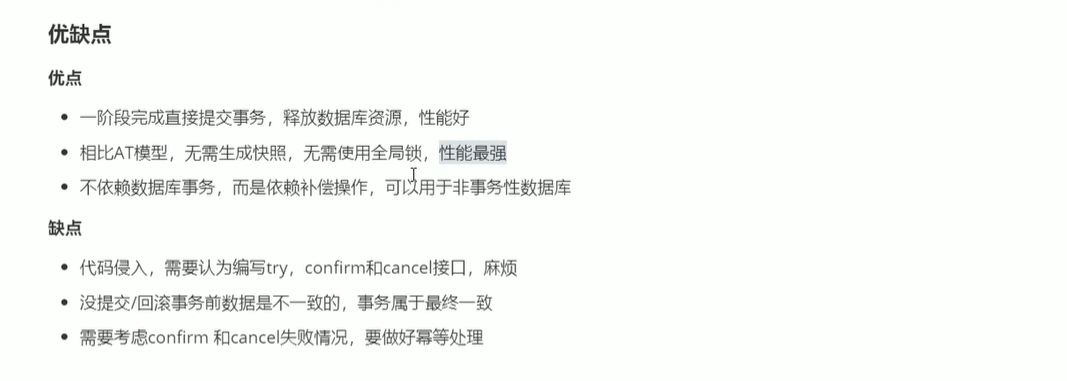 优缺点
优点
一阶段完成直接提交事务，释放数据库资源，性能好
相比AT模型，无需生成快照，无需使用全局锁，性能最强
不依赖数据库事务，而是依赖补偿操作，可以用于非事务性数据库
缺点
代码侵入，需要认为编写try，confirm和cancel接口，麻烦
没提交/回滚事务前数据是不一致的，事务属于最终一致
需要考虑confirm 和cancel失败情况，要做好幂等处理